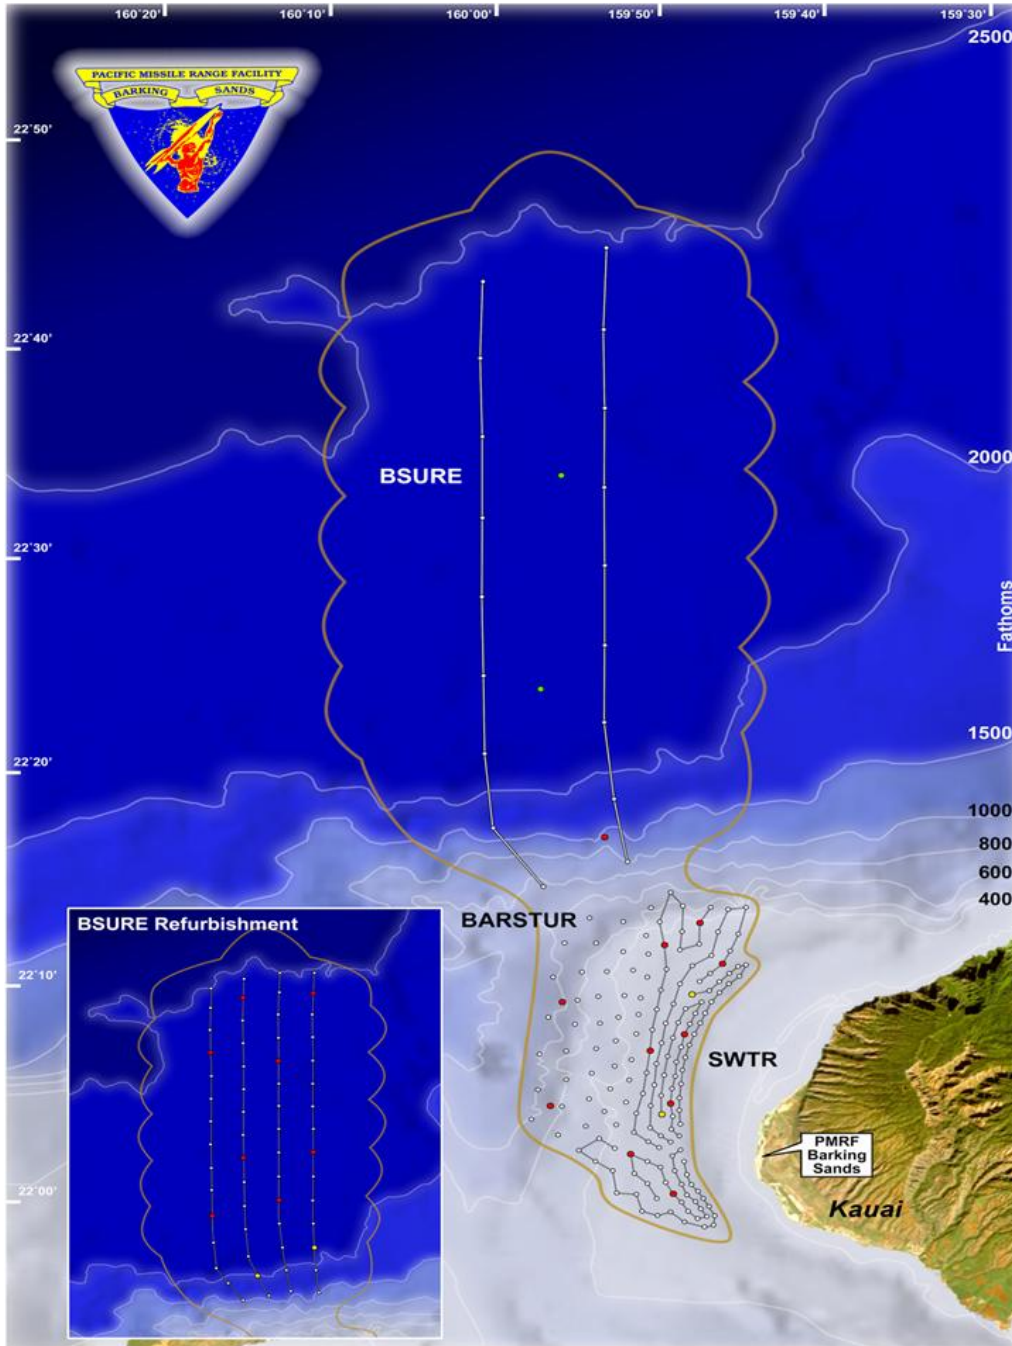 160°20'
160°10'
160°00'
159°50'
159°40'
159°30'
2500
PACIFIC MISSILE RANGE FACILITY
BARKING SANDS
22°50'
22°40'
BSURE
2000
22°30'
Fathoms
1500
22°20'
1000
800
600
400
BARSTUR
BSURE Refurbishment
22°10'
SWTR
PMRF
Barking
Sands
22°00'
Kauai